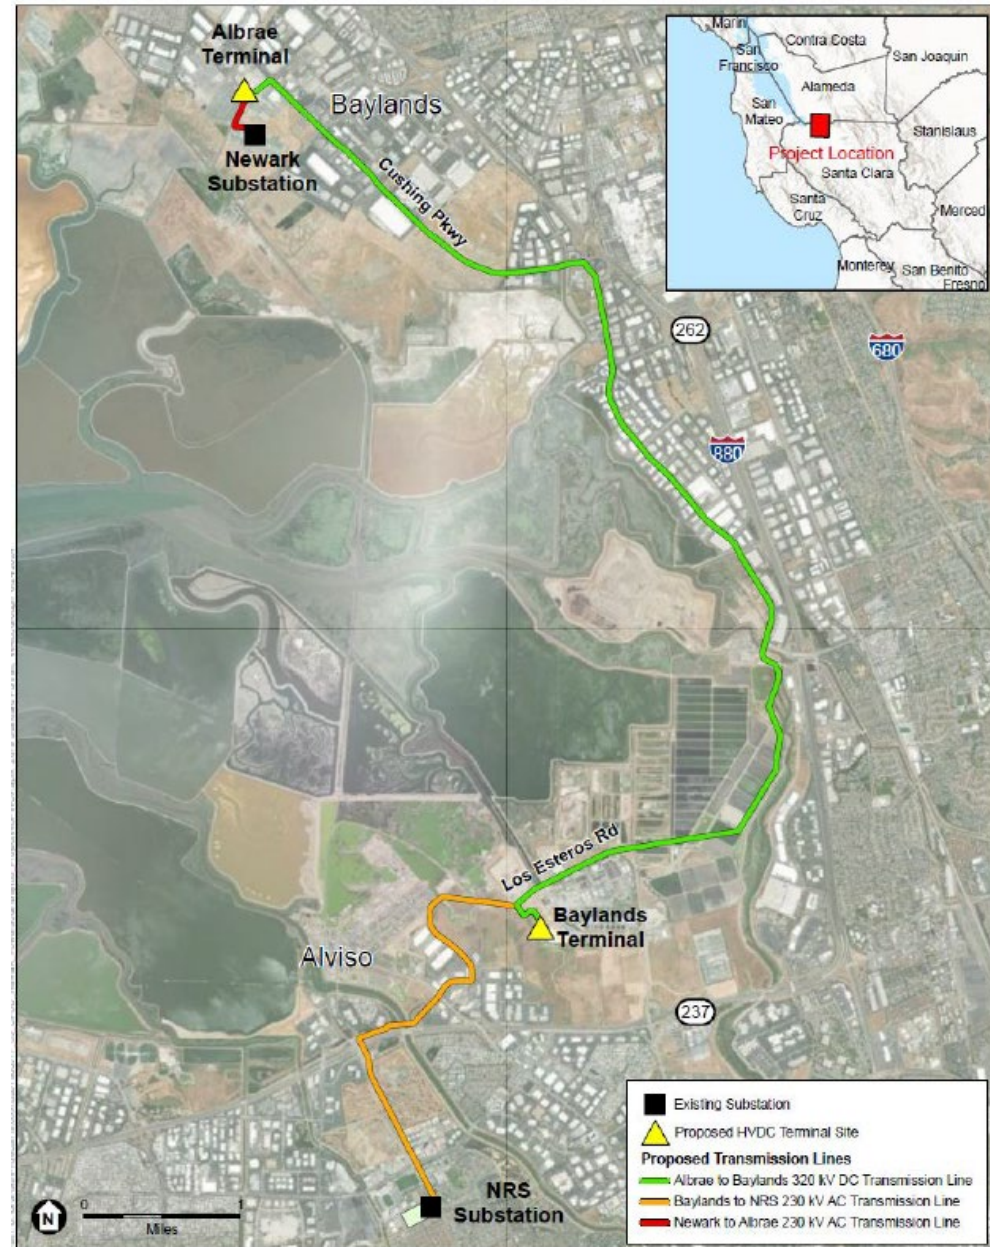 Albrae
Terminal
Baylands
Newark
Substation
Cushing Pkwy
Marin
Contra Costa
San Joaquin
San
Francisco
Alameda
San
Mateo
Stanislaus
Project Location
Santa Clara
Santa
Cruz
Merced
Monterey
San Benito
Fresno
262
680
880
Los Esteros Rd
Baylands
Terminal
Alviso
237
NRS
Substation
N
0 1
Miles
Existing Substation
Proposed HVDC Terminal Site
Proposed Transmission Lines
Albrae to Baylands 320 kV DC Transmission Line
Baylands to NRS 230 kV AC Transmission Line
Newark to Albrae 230 kV AC Transmission Line